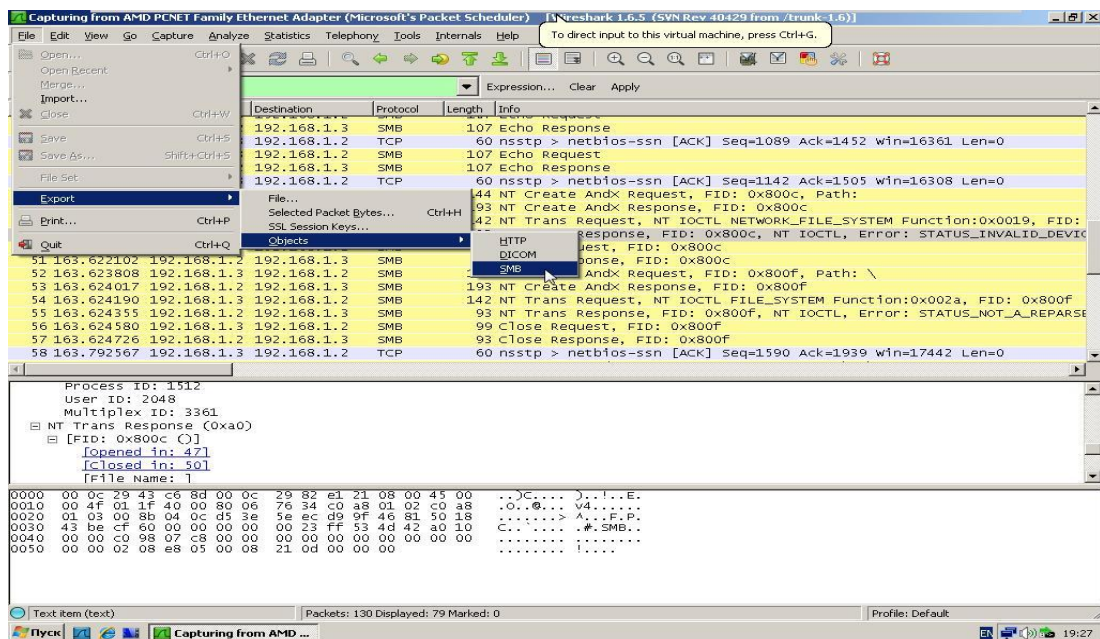 Capturing from AMD PCNET Family Ethernet Adapter (Microsoft's Packet Scheduler) [Wireshark 1.6.5 (SVN Rev 40429 from /trunk-1.6)]
File Edit View Go Capture Analyze Statistics Telephony Tools Internals Help
To direct input to this virtual machine, press Ctrl+G.
Open... Ctrl+O
Open Recent
Merge...
Import...
Close Ctrl+W
Save Ctrl+S
Save As... Shift+Ctrl+S
File Set
Export
Print... Ctrl+P
Quit Ctrl+Q
File...
Selected Packet Bytes... Ctrl+H
SSL Session Keys...
Objects
HTTP
DICOM
SMB
Expression... Clear Apply
Destination Protocol Length Info
192.168.1.3 SMB 107 Echo Response
192.168.1.2 TCP 60 nsstp > netbios-ssn [ACK] Seq=1089 Ack=1452 Win=16361 Len=0
192.168.1.2 SMB 107 Echo Request
192.168.1.3 SMB 107 Echo Response
192.168.1.2 TCP 60 nsstp > netbios-ssn [ACK] Seq=1142 Ack=1505 Win=16308 Len=0
44 NT Create AndX Request, FID: 0x800c, Path:
93 NT Create AndX Response, FID: 0x800c
42 NT Trans Request, NT IOCTL NETWORK_FILE_SYSTEM Function:0x0019, FID:
Response, FID: 0x800c, NT IOCTL, Error: STATUS_INVALID_DEVIC
uest, FID: 0x800c
51 163.622102 192.168.1.2 192.168.1.3 SMB onse, FID: 0x800c
52 163.623808 192.168.1.3 192.168.1.2 SMB AndX Request, FID: 0x800f, Path: \
53 163.624017 192.168.1.2 192.168.1.3 SMB 193 NT Create AndX Response, FID: 0x800f
54 163.624190 192.168.1.3 192.168.1.2 SMB 142 NT Trans Request, NT IOCTL FILE_SYSTEM Function:0x002a, FID: 0x800f
55 163.624355 192.168.1.2 192.168.1.3 SMB 93 NT Trans Response, FID: 0x800f, NT IOCTL, Error: STATUS_NOT_A_REPARSE
56 163.624580 192.168.1.3 192.168.1.2 SMB 99 Close Request, FID: 0x800f
57 163.624726 192.168.1.2 192.168.1.3 SMB 93 Close Response, FID: 0x800f
58 163.792567 192.168.1.3 192.168.1.2 TCP 60 nsstp > netbios-ssn [ACK] Seq=1590 Ack=1939 Win=17442 Len=0
Process ID: 1512
User ID: 2048
Multiplex ID: 3361
NT Trans Response (0xa0)
[FID: 0x800c ()]
[Opened in: 47]
[Closed in: 50]
[File Name: ]
0000 00 0c 29 43 c6 8d 00 0c 29 82 e1 21 08 00 45 00 ..)C.... )..!..E.
0010 00 4f 01 1f 40 00 80 06 76 34 c0 a8 01 02 c0 a8 .O..@... v4......
0020 01 03 00 8b 04 0c d5 3e 5e ec d9 9f 46 81 50 18 .......> ^...F.P.
0030 43 be cf 60 00 00 00 00 00 23 ff 53 4d 42 a0 10 C..`.... .#.SMB..
0040 00 00 c0 98 07 c8 00 00 00 00 00 00 00 00 00 00 ........ ........
0050 00 00 02 08 e8 05 00 08 21 0d 00 00 00 ........ !....
Text item (text) Packets: 130 Displayed: 79 Marked: 0 Profile: Default
Пуск Capturing from AMD ... EN 19:27